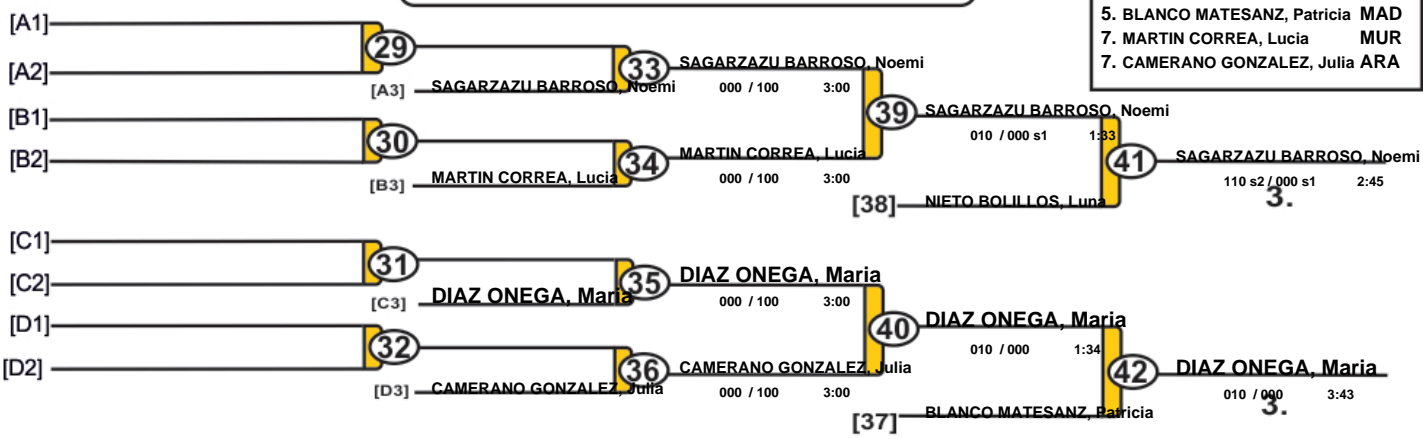 5. BLANCO MATESANZ, Patricia MAD
7. MARTIN CORREA, Lucia MUR
7. CAMERANO GONZALEZ, Julia ARA
[A1]
29
[A2]
[A3] SAGARZAZU BARROSO, Noemi
33 SAGARZAZU BARROSO, Noemi
000 / 100 3:00
[B1]
30
[B2]
[B3] MARTIN CORREA, Lucia
34 MARTIN CORREA, Lucia
000 / 100 3:00
39 SAGARZAZU BARROSO, Noemi
010 / 000 s1 1:33
[38] NIETO BOLILLOS, Luna
41 SAGARZAZU BARROSO, Noemi
110 s2 / 000 s1 2:45
3.
[C1]
31
[C2]
[C3] DIAZ ONEGA, Maria
35 DIAZ ONEGA, Maria
000 / 100 3:00
[D1]
32
[D2]
[D3] CAMERANO GONZALEZ, Julia
36 CAMERANO GONZALEZ, Julia
000 / 100 3:00
40 DIAZ ONEGA, Maria
010 / 000 1:34
[37] BLANCO MATESANZ, Patricia
42 DIAZ ONEGA, Maria
010 / 000 3:43
3.